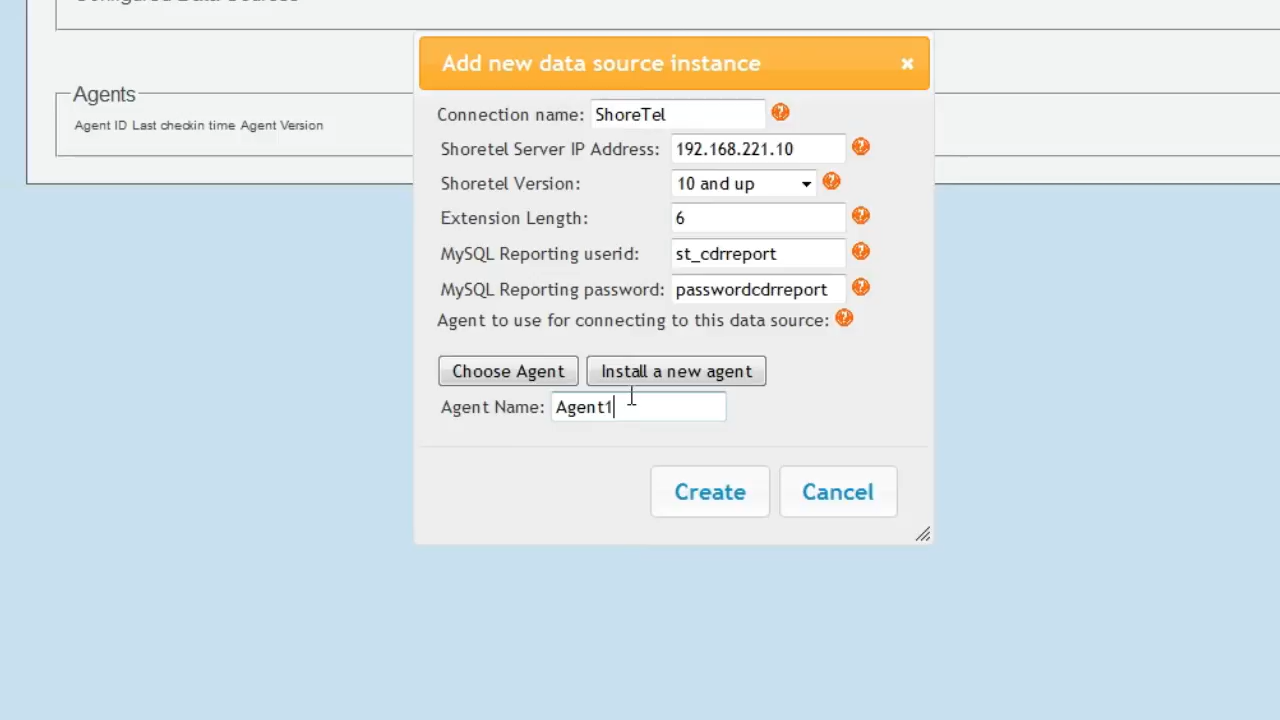 Configured Data Sources
Agents
Agent ID Last checkin time Agent Version
Add new data source instance
Connection name: ShoreTel
Shoretel Server IP Address: 192.168.221.10
Shoretel Version: 10 and up
Extension Length: 6
MySQL Reporting userid: st_cdrreport
MySQL Reporting password: passwordcdrreport
Agent to use for connecting to this data source:
Choose Agent Install a new agent
Agent Name: Agent1
Create Cancel